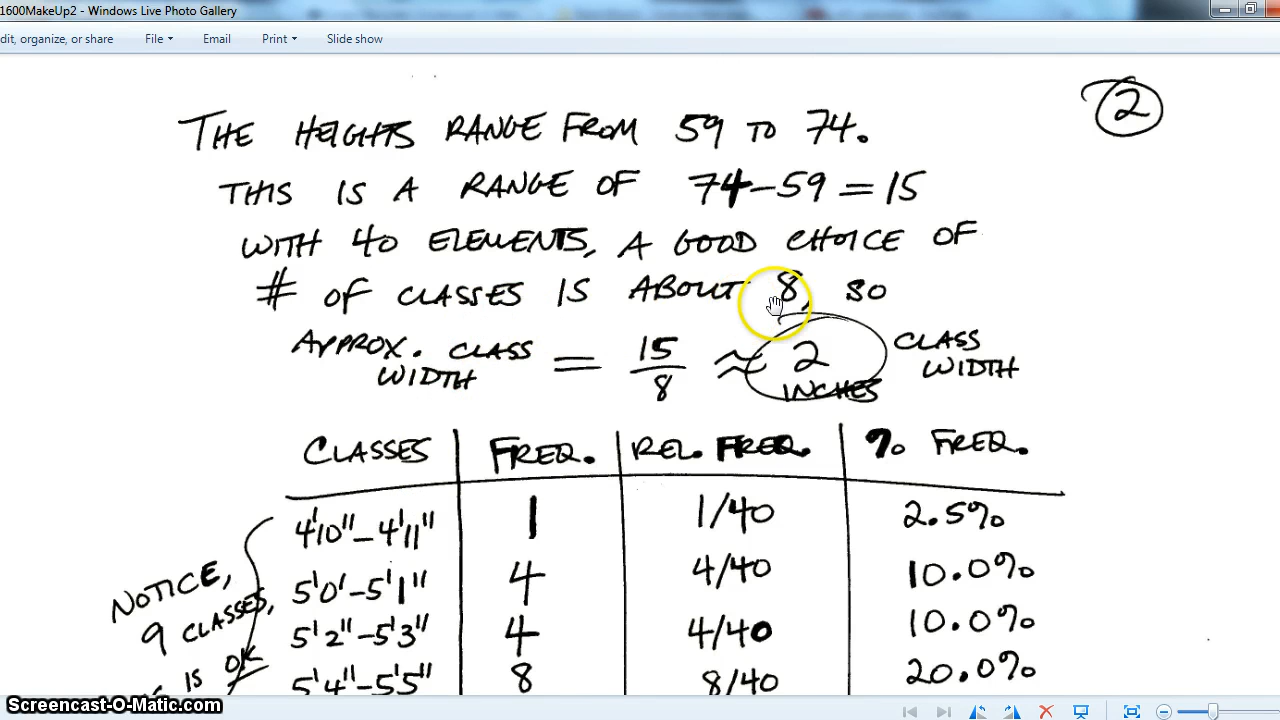 1600MakeUp2 - Windows Live Photo Gallery
dit, organize, or share File Email Print Slide show
2
THE HEIGHTS RANGE FROM 59 TO 74.
THIS IS A RANGE OF 74-59=15
WITH 40 ELEMENTS, A GOOD CHOICE OF
# OF CLASSES IS ABOUT 8, SO
APPROX. CLASS WIDTH = 15/8 ≈ 2 INCHES CLASS WIDTH
CLASSES FREQ. REL. FREQ. % FREQ.
4'10"-4'11" 1 1/40 2.5%
5'0"-5'1" 4 4/40 10.0%
5'2"-5'3" 4 4/40 10.0%
5'4"-5'5" 8 8/40 20.0%
NOTICE,
9 CLASSES,
IS OK
Screencast-O-Matic.com